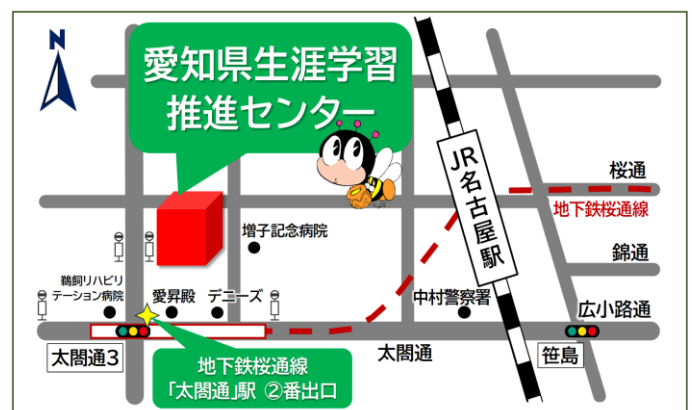 N
愛知県生涯学習
推進センター
JR名古屋駅
桜通
地下鉄桜通線
増子記念病院
錦通
鵜飼リハビリ
テーション病院
愛昇殿
デニーズ
中村警察署
広小路通
太閤通3
太閤通
笹島
地下鉄桜通線
「太閤通」駅 ②番出口